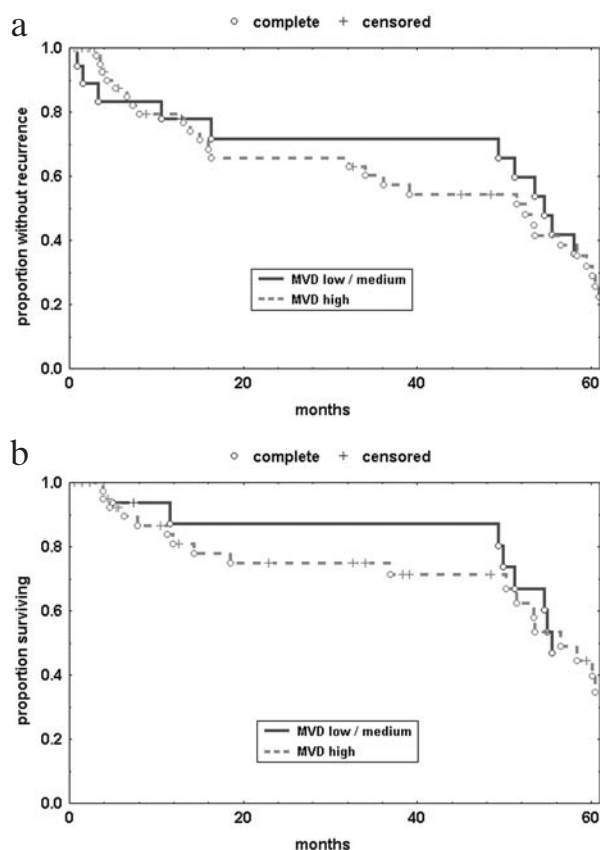 a
complete censored
1.0
0.8
0.6
0.4
0.2
0.0
proportion without recurrence
MVD low / medium
MVD high
0 20 40 60
months
b
complete censored
1.0
0.8
0.6
0.4
0.2
0.0
proportion surviving
MVD low / medium
MVD high
0 20 40 60
months